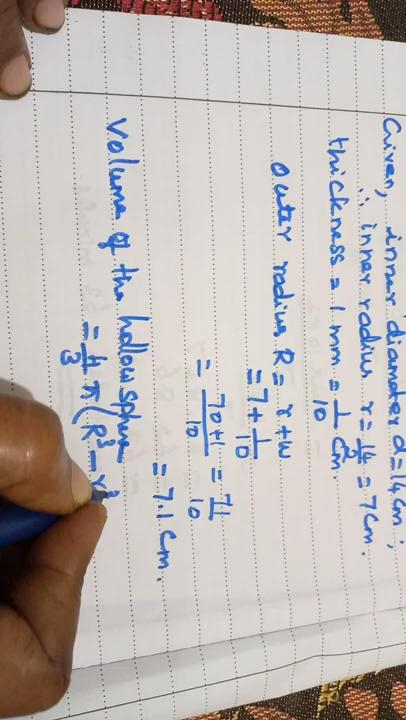 Given, inner diameter d = 14 cm,
∴ inner radius r = 14/2 = 7 cm.
thickness = 1 mm = 1/10 cm.
Outer radius R = r + w
= 7 + 1/10
= 70+1/10 = 71/10
= 7.1 cm.
Volume of the hollow sphere
= 4/3 π (R³ − r³